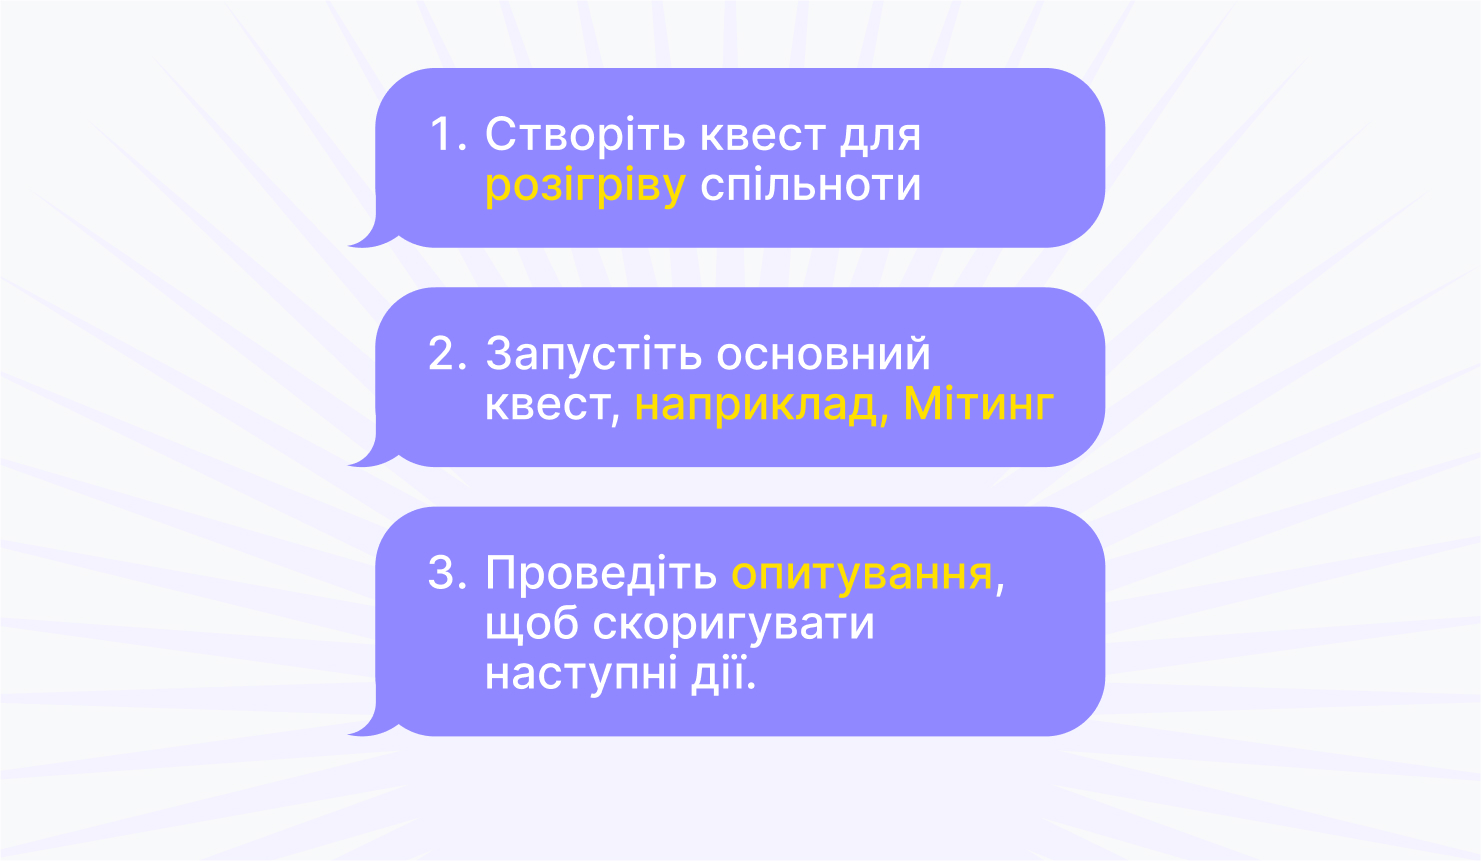 1. Створіть квест для
розігріву спільноти
2. Запустіть основний
квест, наприклад, Мітинг
3. Проведіть опитування,
щоб скоригувати
наступні дії.